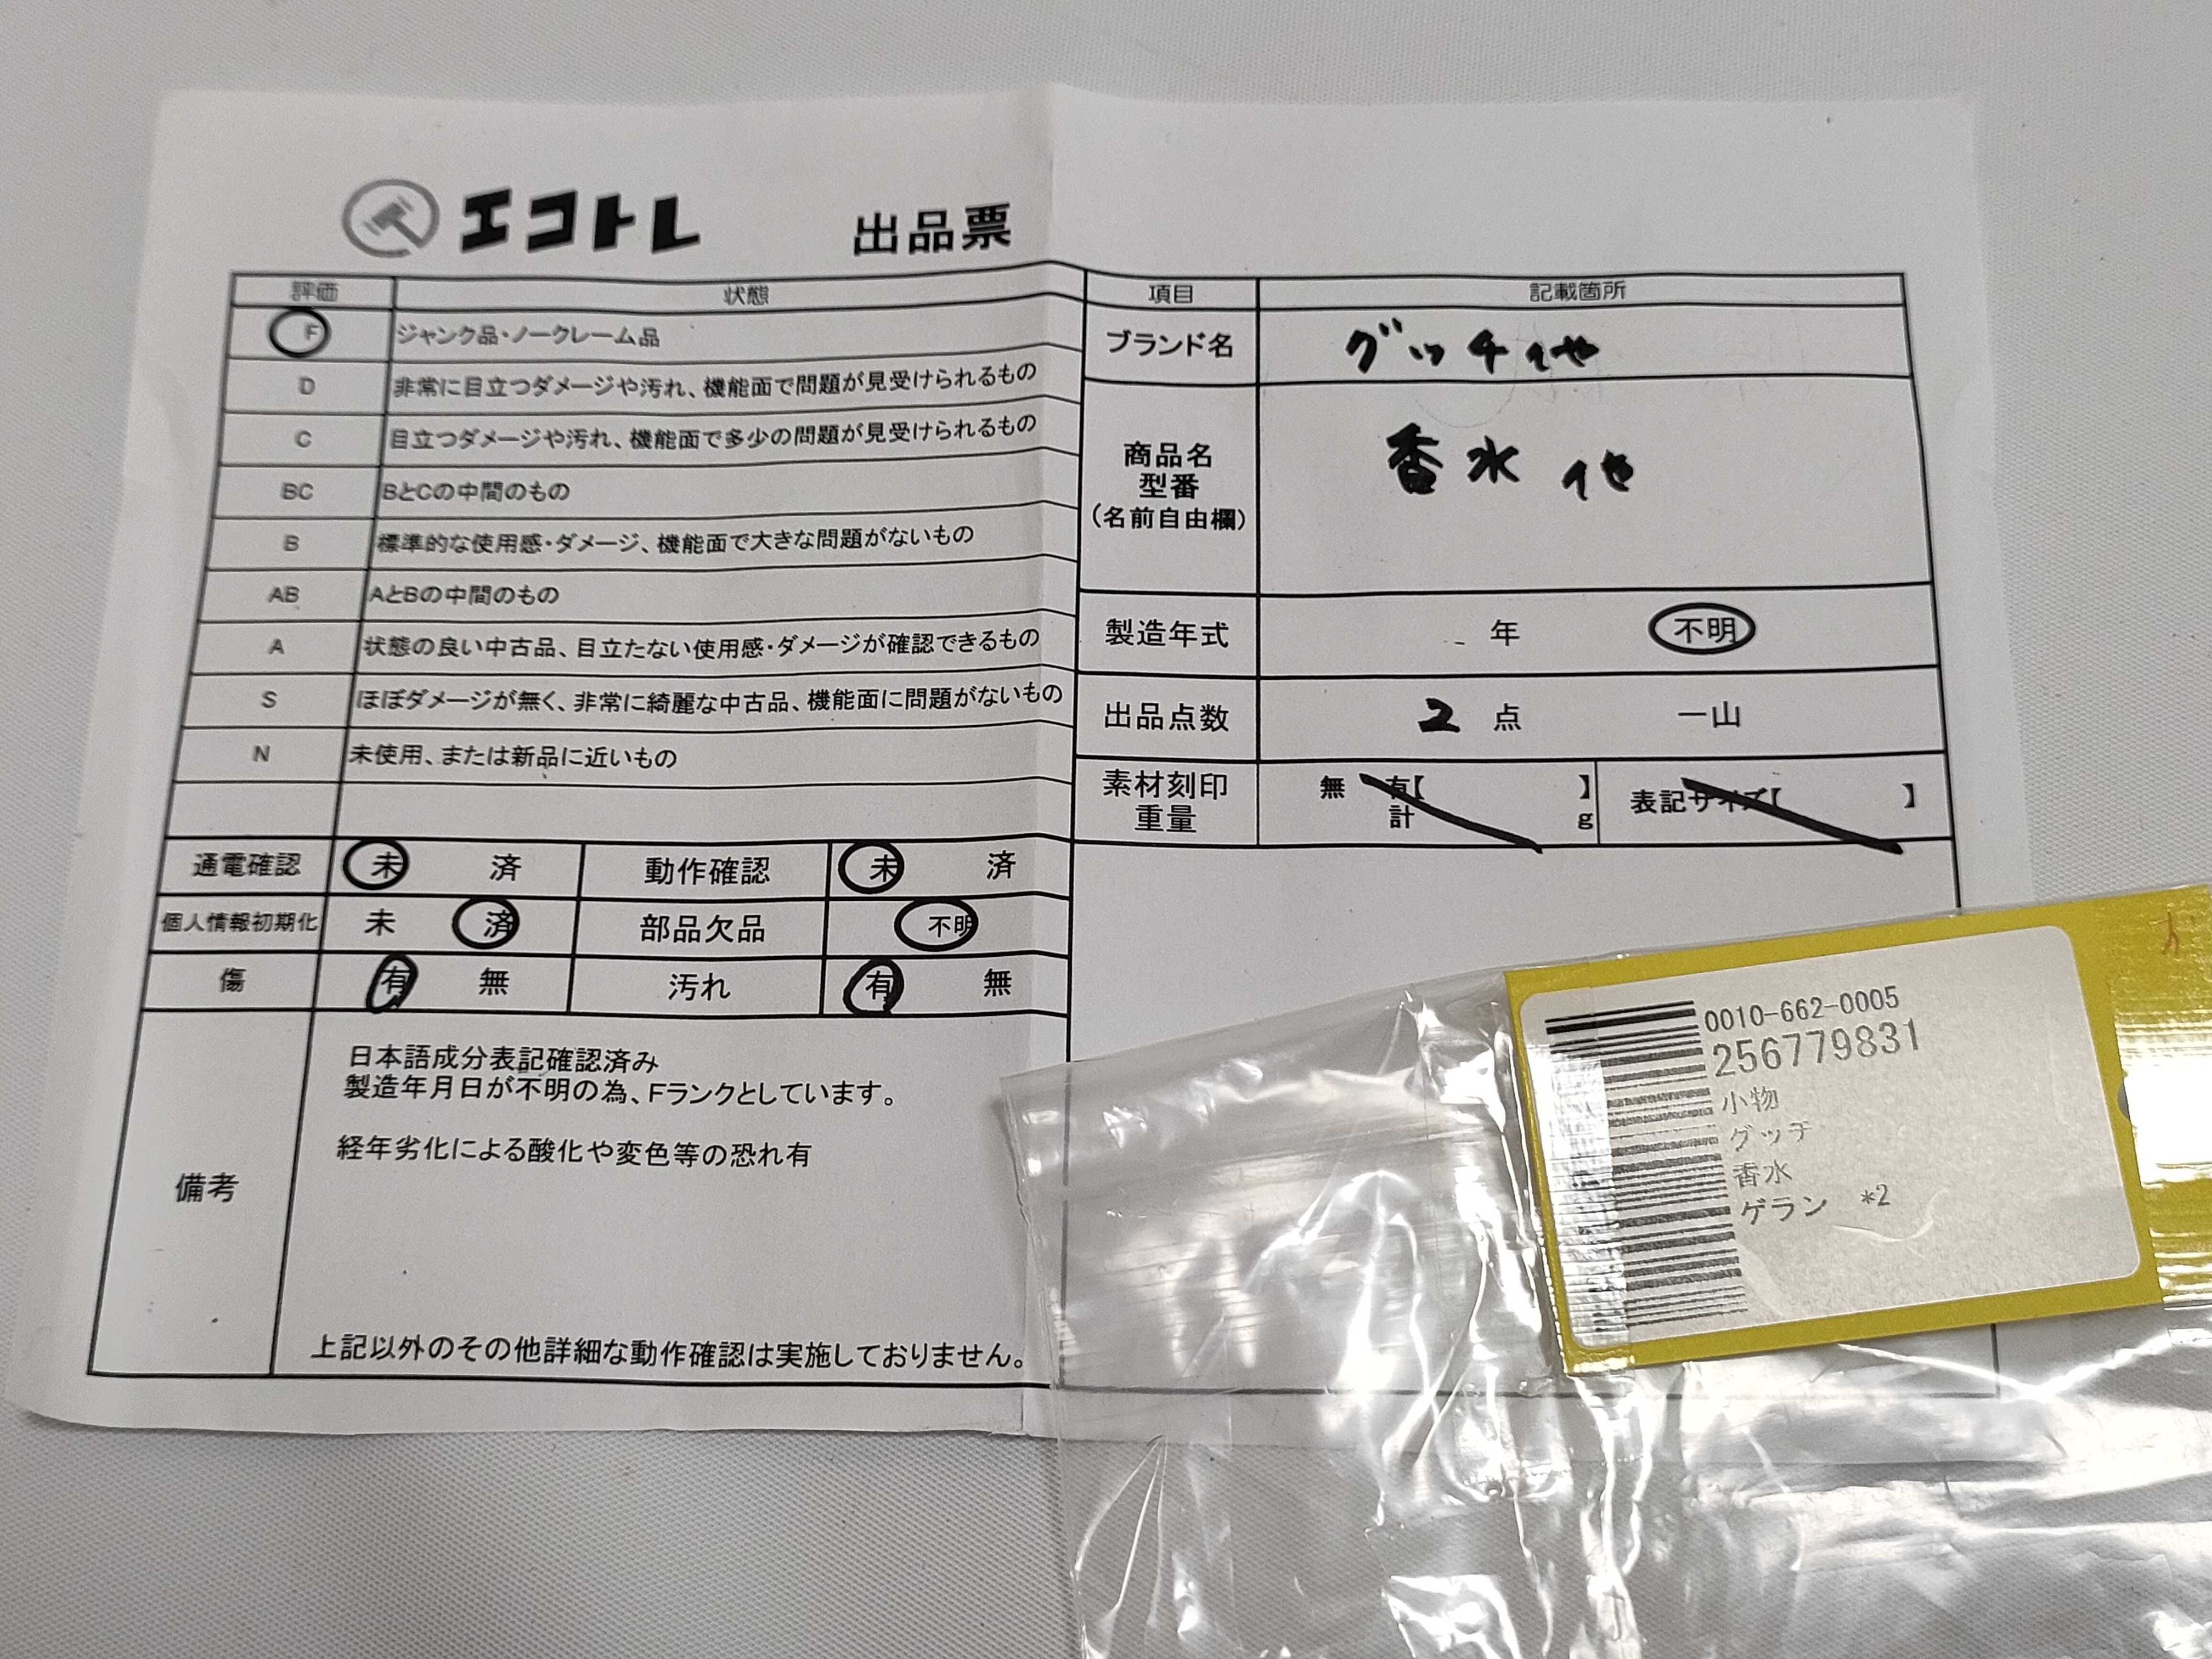 エコトレ 出品票
評価 状態
F ジャンク品・ノークレーム品
D 非常に目立つダメージや汚れ、機能面で問題が見受けられるもの
C 目立つダメージや汚れ、機能面で多少の問題が見受けられるもの
BC BとCの中間のもの
B 標準的な使用感・ダメージ、機能面で大きな問題がないもの
AB AとBの中間のもの
A 状態の良い中古品、目立たない使用感・ダメージが確認できるもの
S ほぼダメージが無く、非常に綺麗な中古品、機能面に問題がないもの
N 未使用、または新品に近いもの
通電確認 未 済 動作確認 未 済
個人情報初期化 未 済 部品欠品 不明
傷 有 無 汚れ 有 無
備考
日本語成分表記確認済み
製造年月日が不明の為、Fランクとしています。
経年劣化による酸化や変色等の恐れ有
上記以外のその他詳細な動作確認は実施しておりません。
項目 記載箇所
ブランド名 グッチ他
商品名
型番
(名前自由欄)
香水 他
製造年式 年 不明
出品点数 2 点 一山
素材刻印 無 有【 】 表記サイズ【 】
重量 計 g
0010-662-0005
256779831
小物
グッチ
香水
ゲラン *2